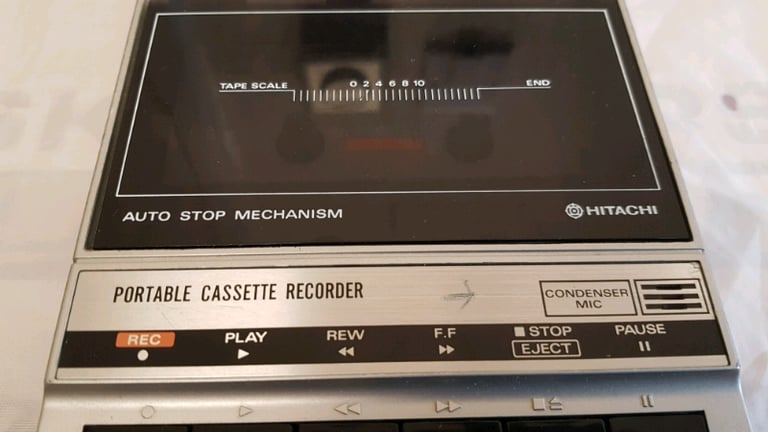 TAPE SCALE 0 2 4 6 8 10 END
AUTO STOP MECHANISM HITACHI
PORTABLE CASSETTE RECORDER CONDENSER
MIC
REC PLAY REW F.F STOP PAUSE
EJECT